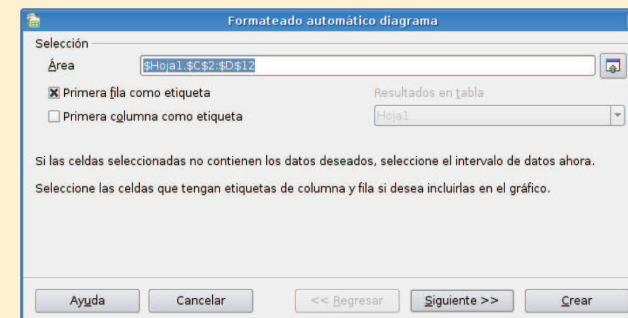 Formateado automático diagrama
Selección
Área $Hoja1.$C$2:$D$12
Primera fila como etiqueta Resultados en tabla
Primera columna como etiqueta Hoja1
Si las celdas seleccionadas no contienen los datos deseados, seleccione el intervalo de datos ahora.
Seleccione las celdas que tengan etiquetas de columna y fila si desea incluirlas en el gráfico.
Ayuda Cancelar << Regresar Siguiente >> Crear